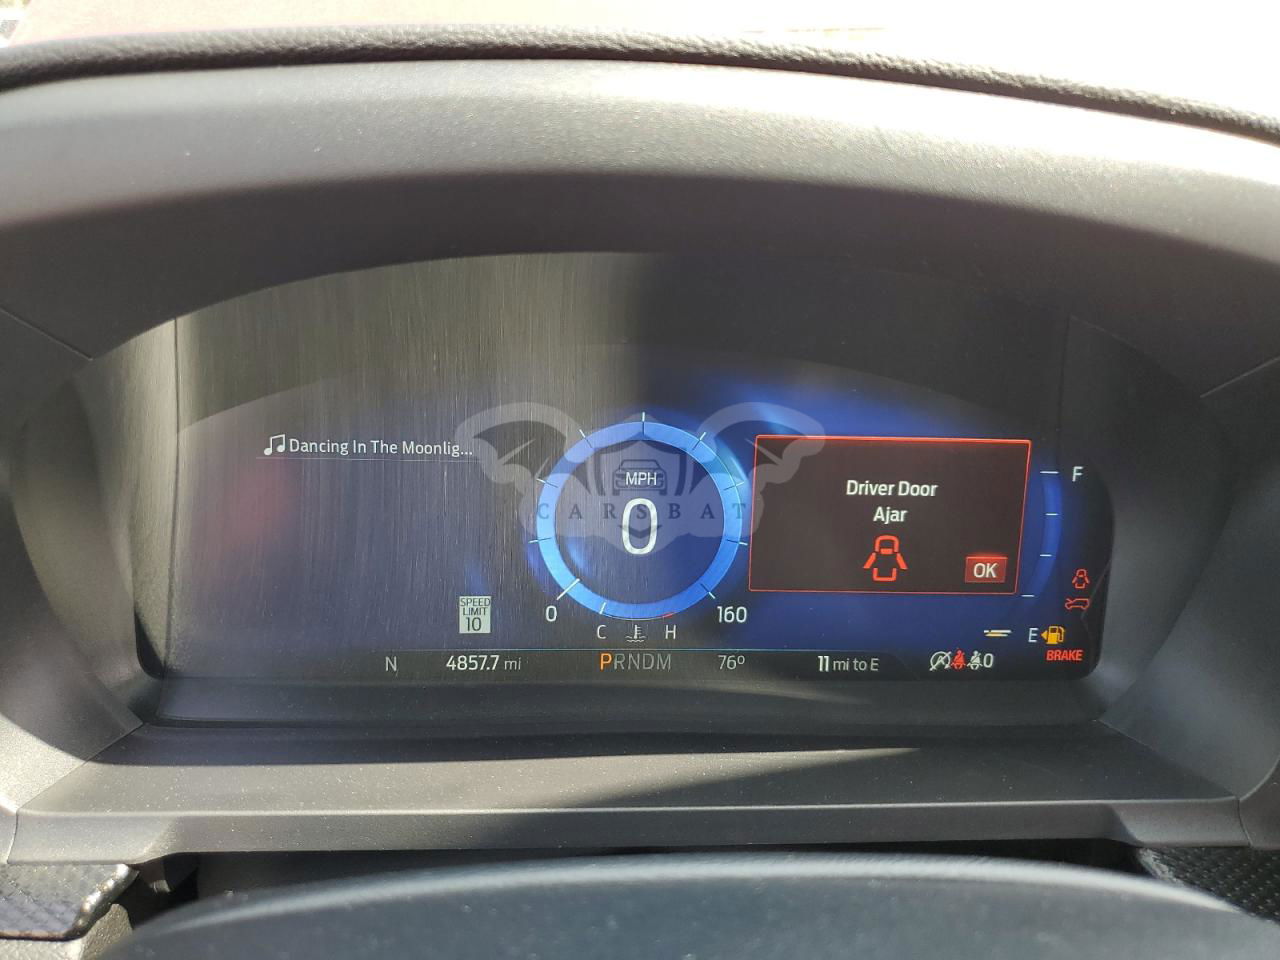 Dancing In The Moonlig...
MPH
CARSBAT
0
Driver Door
Ajar
OK
F
SPEED
LIMIT
10
0
160
C H
E
N 4857.7 mi PRNDM 76° 11 mi to E 0
BRAKE